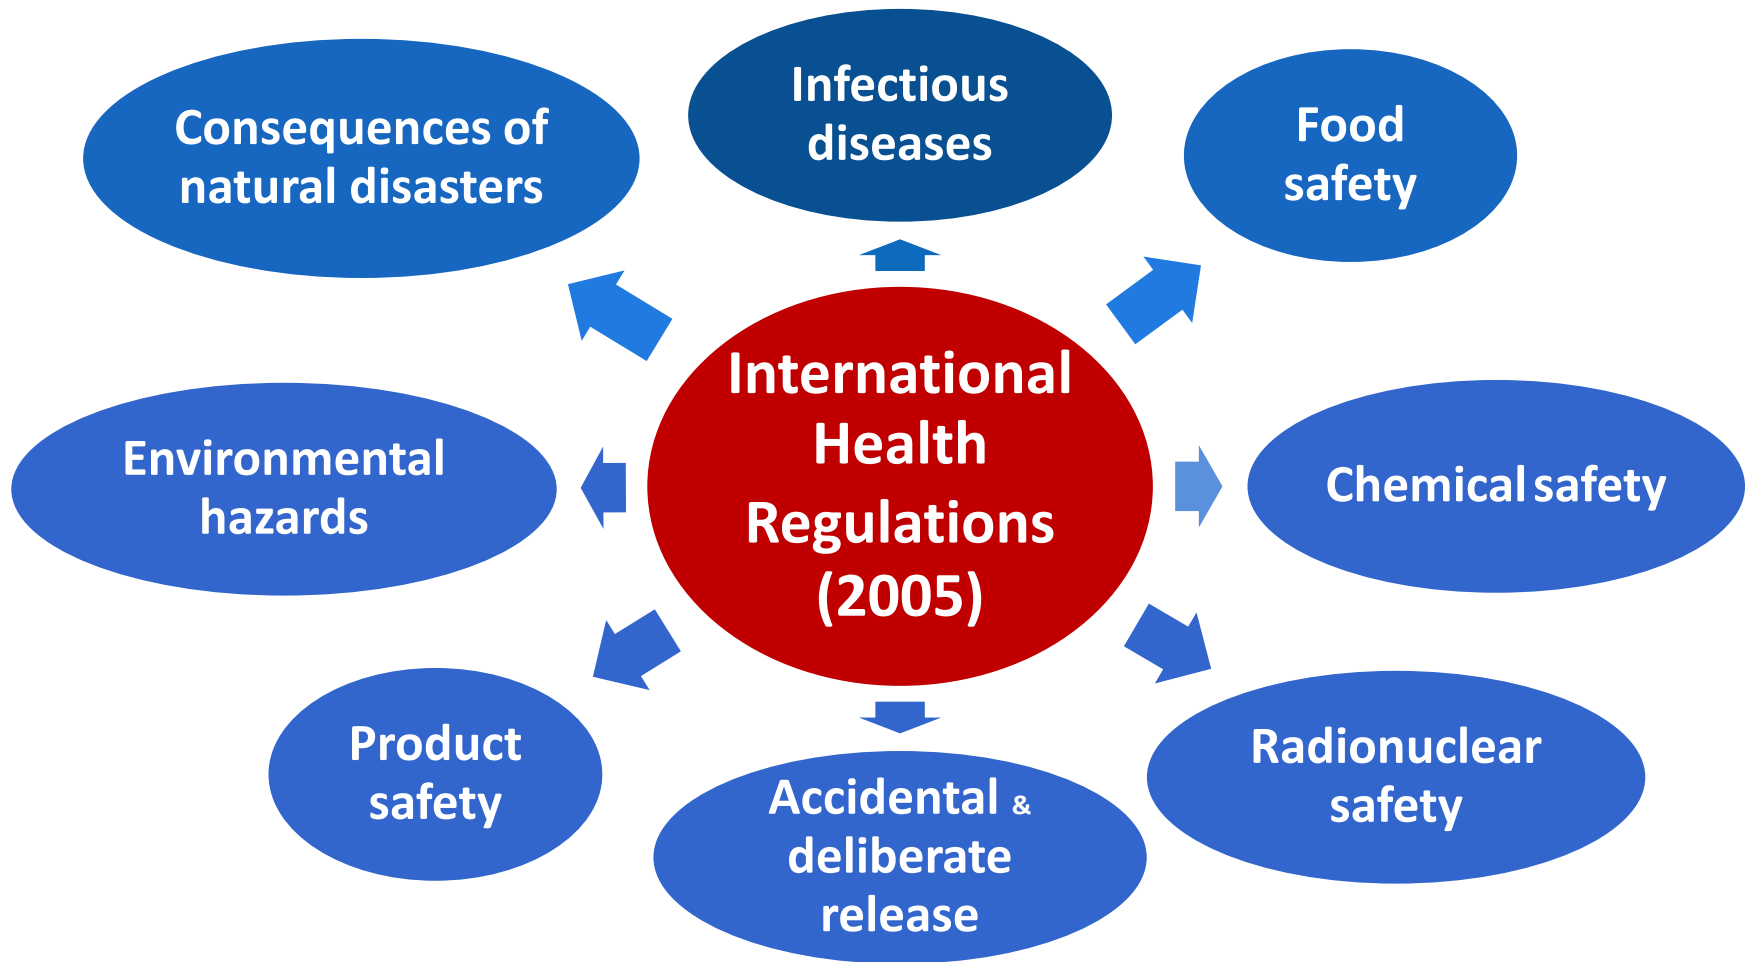 Infectious
diseases
Consequences of
natural disasters
Food
safety
International
Health
Regulations
(2005)
Environmental
hazards
Chemical safety
Product
safety
Radionuclear
safety
Accidental &
deliberate
release